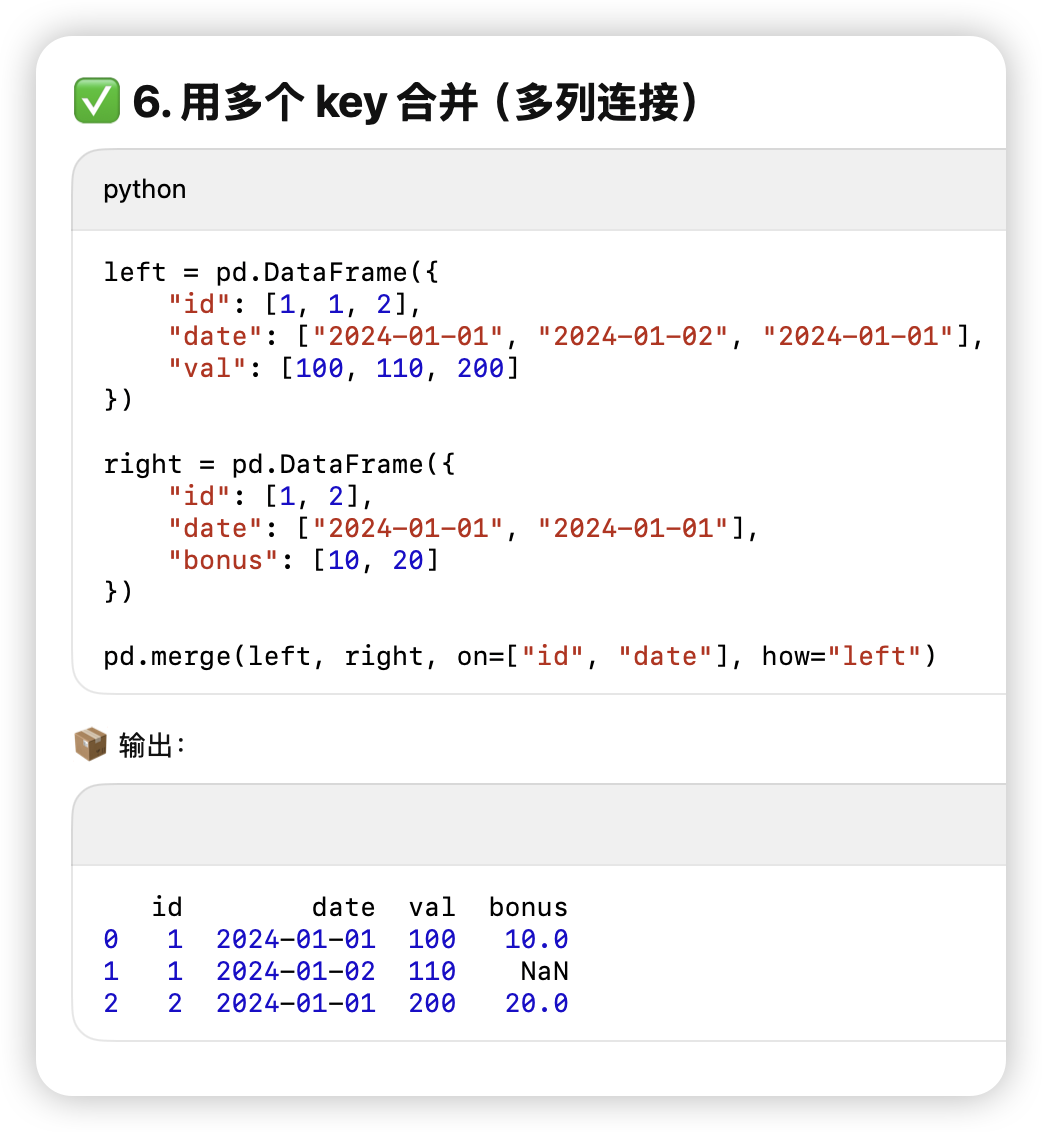 ✅ 6. 用多个 key 合并（多列连接）
python
left = pd.DataFrame({
    "id": [1, 1, 2],
    "date": ["2024-01-01", "2024-01-02", "2024-01-01"],
    "val": [100, 110, 200]
})
right = pd.DataFrame({
    "id": [1, 2],
    "date": ["2024-01-01", "2024-01-01"],
    "bonus": [10, 20]
})
pd.merge(left, right, on=["id", "date"], how="left")
📦 输出：
   id        date  val  bonus
0   1  2024-01-01  100   10.0
1   1  2024-01-02  110    NaN
2   2  2024-01-01  200   20.0